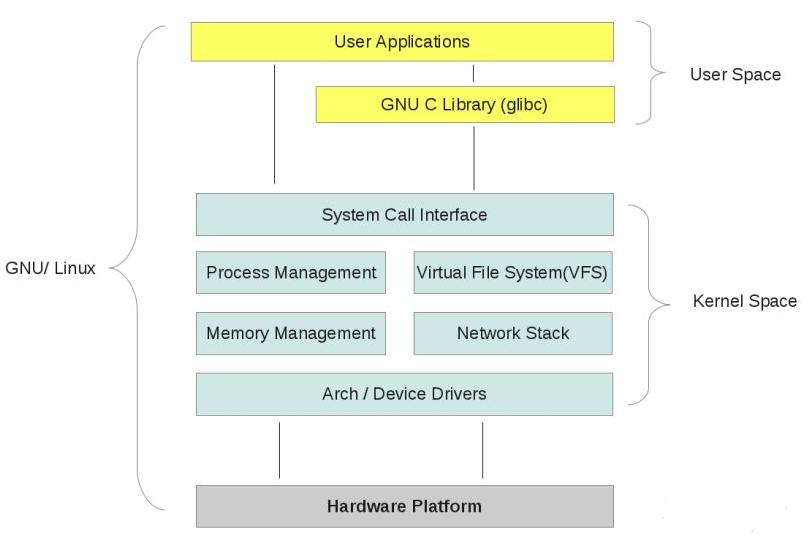 User Applications
User Space
GNU C Library (glibc)
System Call Interface
GNU/ Linux
Process Management
Virtual File System(VFS)
Kernel Space
Memory Management
Network Stack
Arch / Device Drivers
Hardware Platform